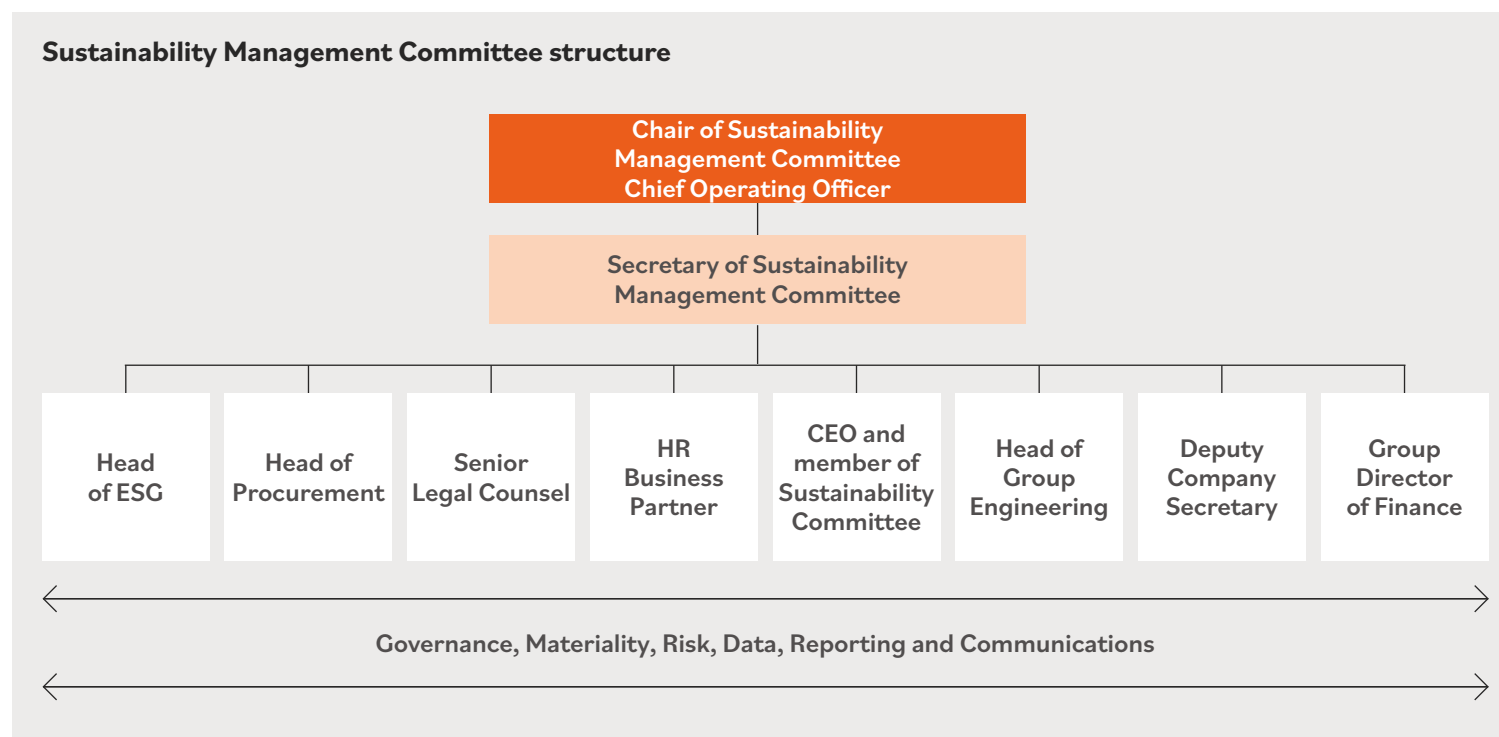 Sustainability Management Committee structure
Chair of Sustainability
Management Committee
Chief Operating Officer
Secretary of Sustainability
Management Committee
Head
of ESG
Head of
Procurement
Senior
Legal Counsel
HR
Business
Partner
CEO and
member of
Sustainability
Committee
Head of
Group
Engineering
Deputy
Company
Secretary
Group
Director
of Finance
Governance, Materiality, Risk, Data, Reporting and Communications